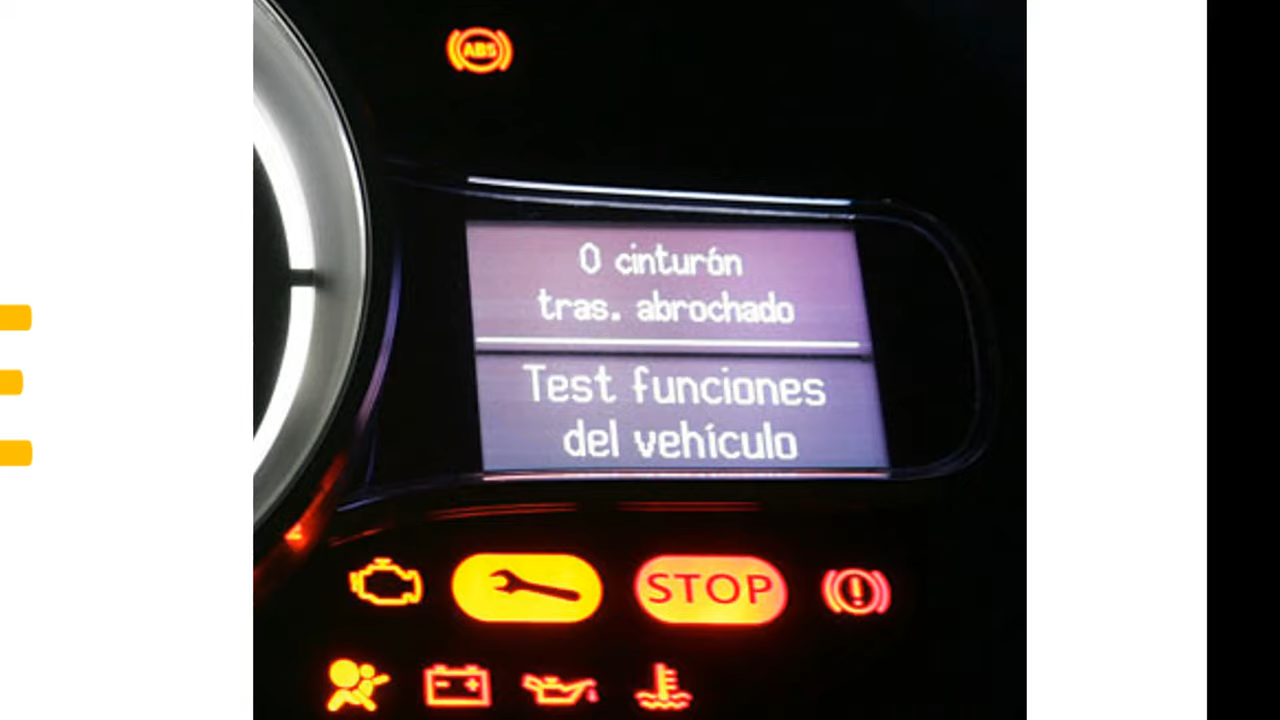 ABS
0 cinturón
tras. abrochado
Test funciones
del vehículo
STOP